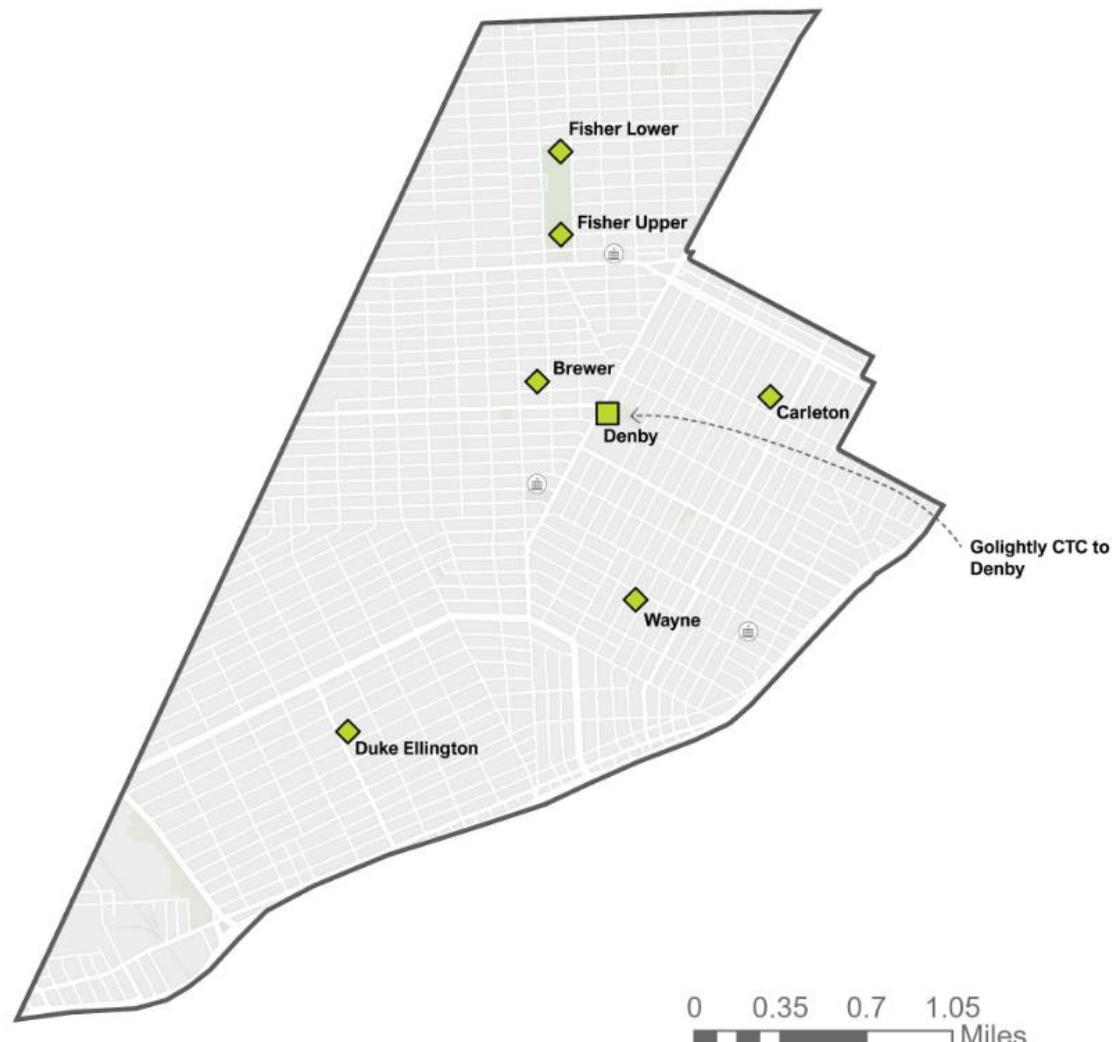 Fisher Lower
Fisher Upper
Brewer
Carleton
Denby
Golightly CTC to
Denby
Wayne
Duke Ellington
0 0.35 0.7 1.05
Miles